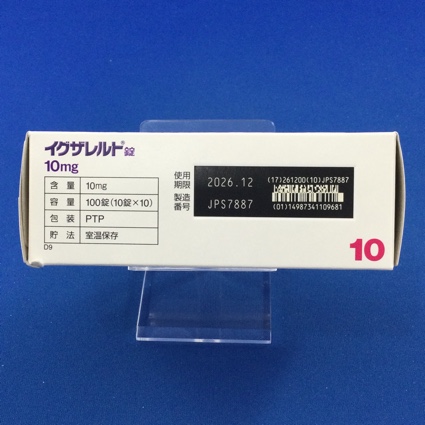 イグザレルト®錠
10mg
含 量 10mg
容 量 100錠(10錠×10)
包 装 PTP
貯 法 室温保存
D9
使用期限 2026.12
製造番号 JPS7887
(17)261200(10)JPS7887
(01)14987341109681
10